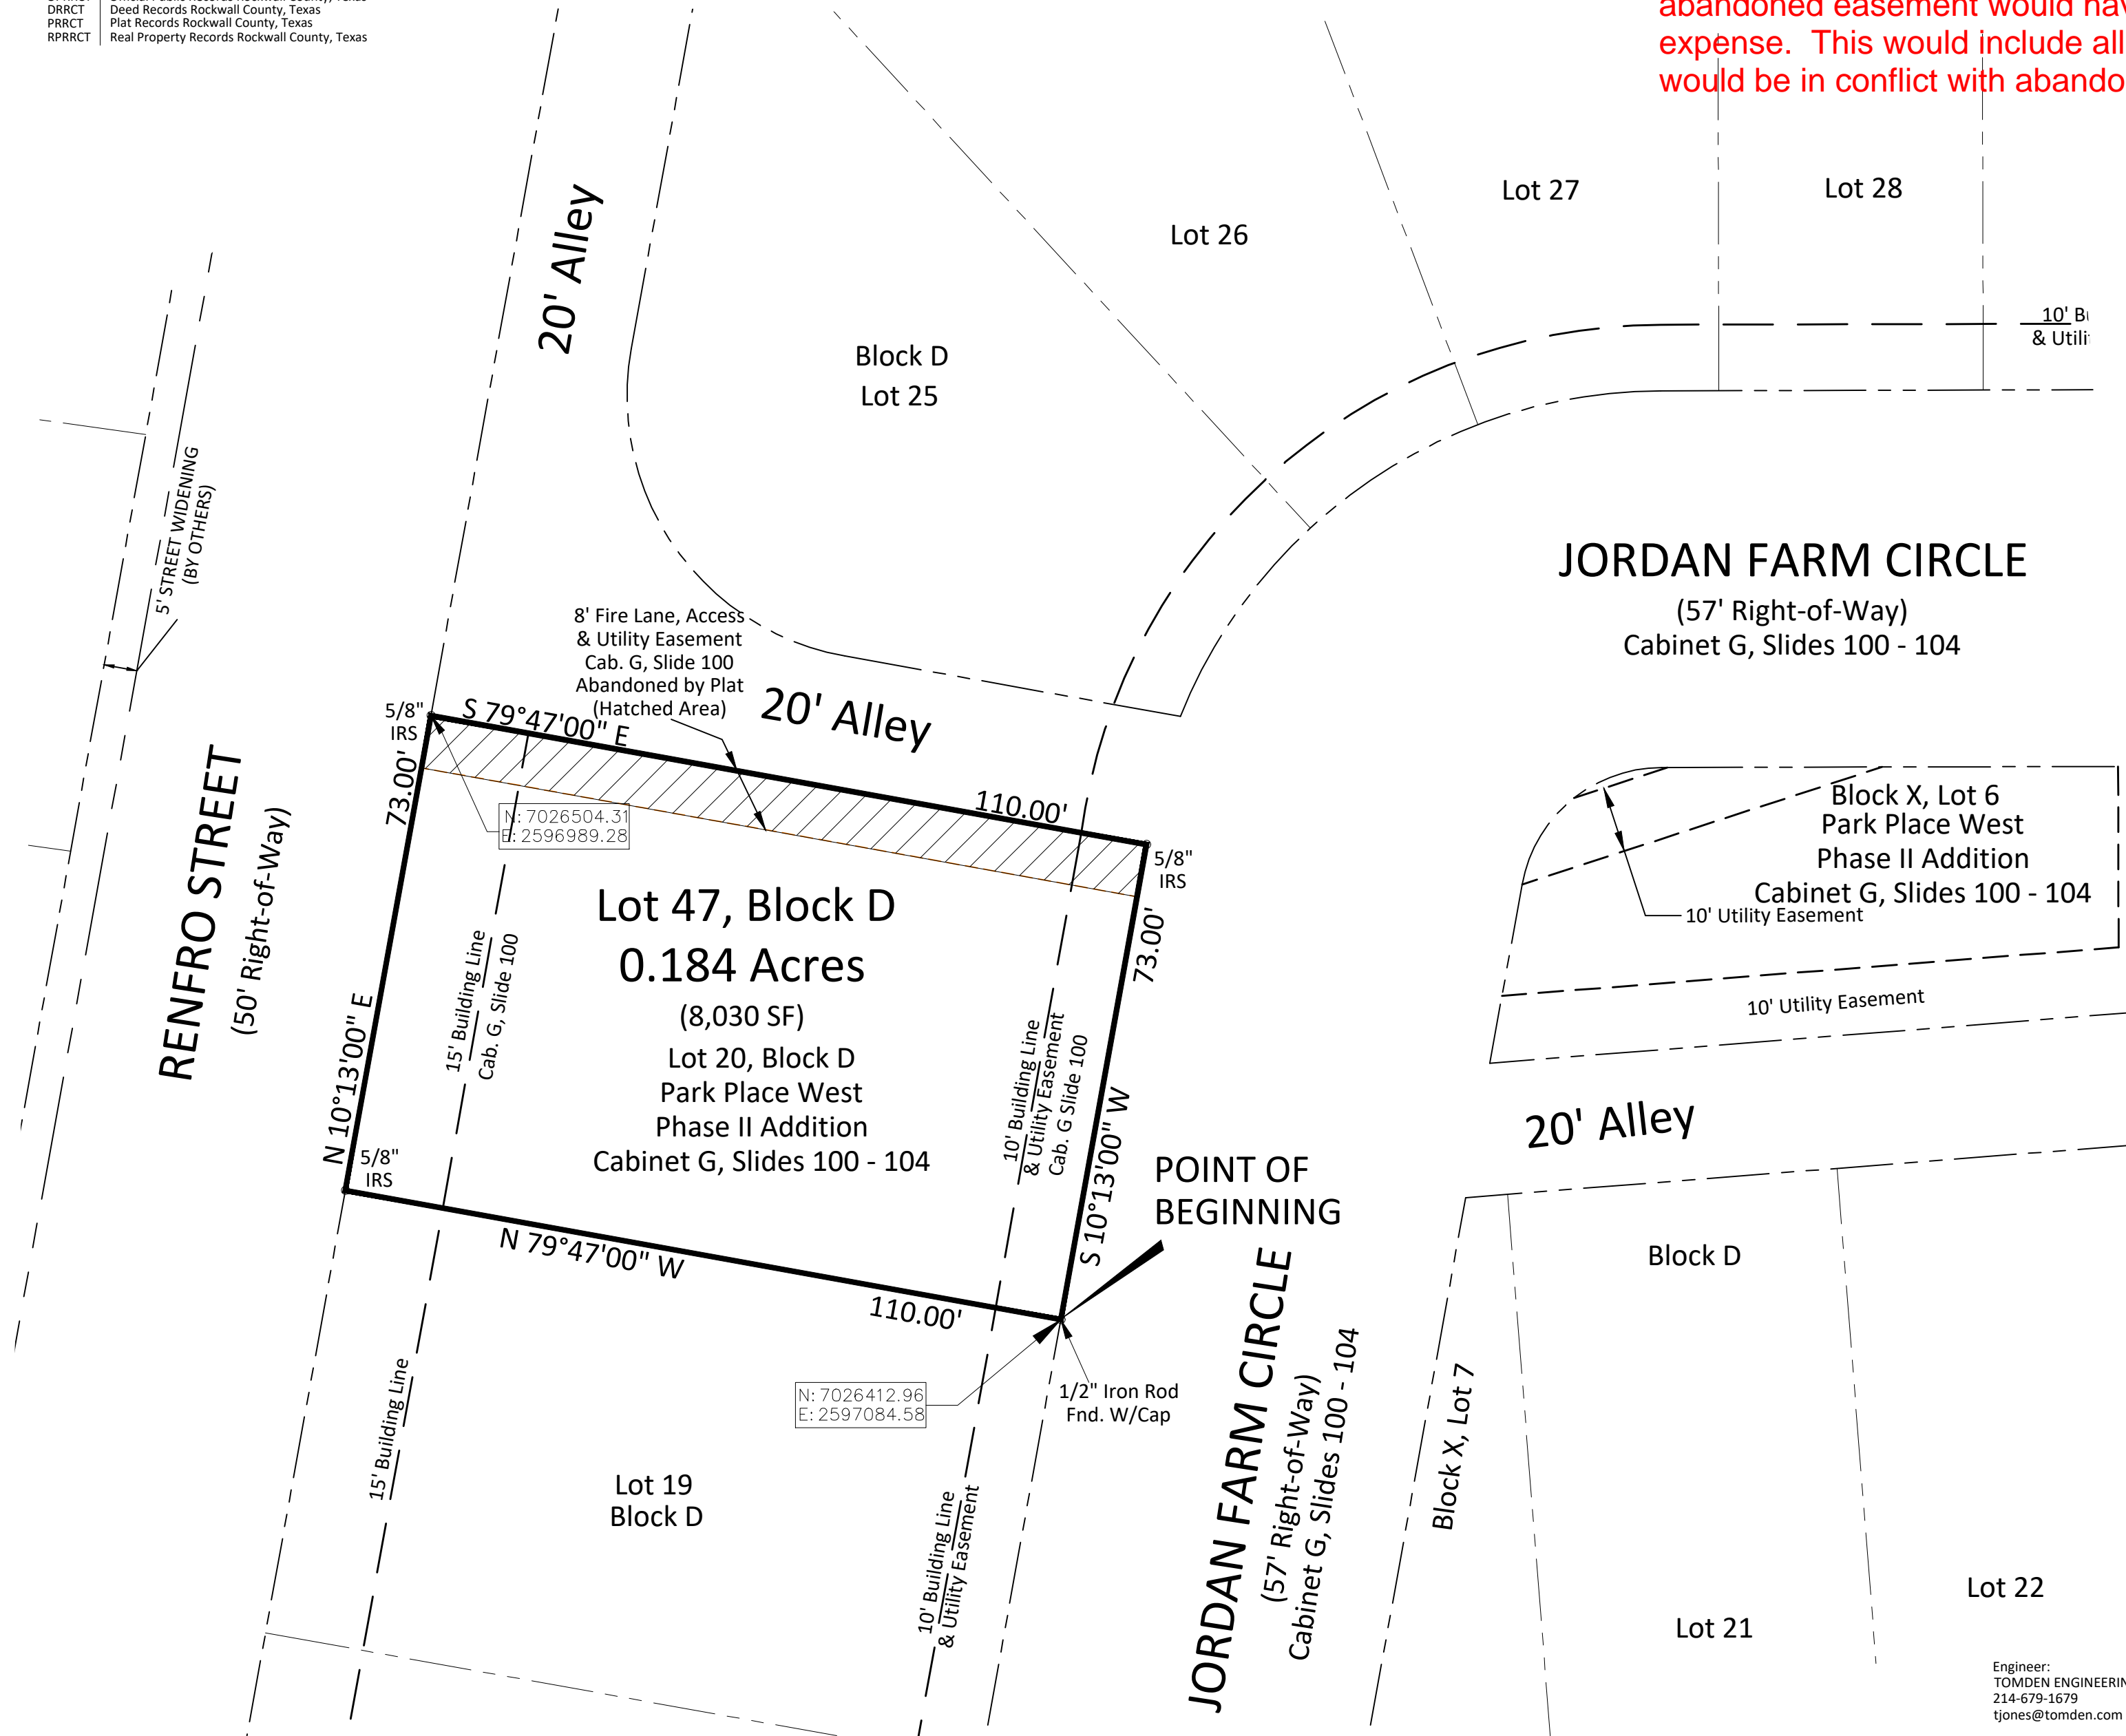 DRRCT Deed Records Rockwall County, Texas
PRRCT Plat Records Rockwall County, Texas
RPRRCT Real Property Records Rockwall County, Texas
abandoned easement would
expense. This would include all
would be in conflict with
20' Alley
Lot 26
Lot 27
Lot 28
10'
& 
Block D
Lot 25
5' STREET WIDENING
(BY OTHERS)
JORDAN FARM CIRCLE
(57' Right-of-Way)
Cabinet G, Slides 100 - 104
8' Fire Lane, Access
& Utility Easement
Cab. G, Slide 100
Abandoned by Plat
(Hatched Area)
20' Alley
5/8"
IRS
S 79°47'00" E
110.00'
73.00'
N: 7026504.31
E: 2596989.28
5/8"
IRS
RENFRO STREET
(50' Right-of-Way)
Block X, Lot 6
Park Place West
Phase II Addition
Cabinet G, Slides 100 - 104
10' Utility Easement
10' Utility Easement
Lot 47, Block D
0.184 Acres
(8,030 SF)
Lot 20, Block D
Park Place West
Phase II Addition
Cabinet G, Slides 100 - 104
15' Building Line
Cab. G, Slide 100
10' Building Line
& Utility Easement
Cab. G Slide 100
73.00'
S 10°13'00" W
N 10°13'00" E
5/8"
IRS
N 79°47'00" W
110.00'
POINT OF
BEGINNING
20' Alley
N: 7026412.96
E: 2597084.58
1/2" Iron Rod
Fnd. W/Cap
15' Building Line
Lot 19
Block D
10' Building Line
& Utility Easement
JORDAN FARM CIRCLE
(57' Right-of-Way)
Cabinet G, Slides 100 - 104
Block X, Lot 7
Block D
Lot 21
Lot 22
Engineer:
TOMDEN
214-679-1679
tjones@tomden.com